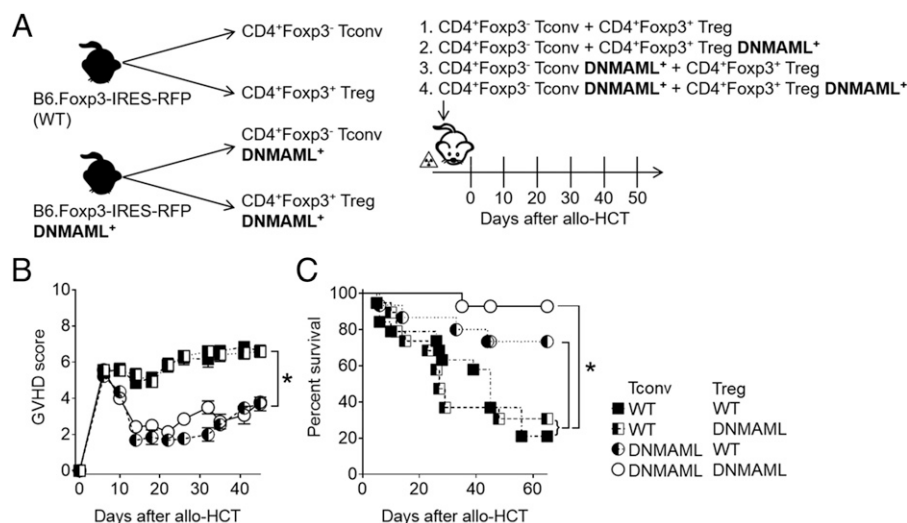 A
CD4⁺Foxp3⁻ Tconv
B6.Foxp3-IRES-RFP
(WT)
CD4⁺Foxp3⁺ Treg
CD4⁺Foxp3⁻ Tconv
DNMAML⁺
B6.Foxp3-IRES-RFP
DNMAML⁺
CD4⁺Foxp3⁺ Treg
DNMAML⁺
1. CD4⁺Foxp3⁻ Tconv + CD4⁺Foxp3⁺ Treg
2. CD4⁺Foxp3⁻ Tconv + CD4⁺Foxp3⁺ Treg DNMAML⁺
3. CD4⁺Foxp3⁻ Tconv DNMAML⁺ + CD4⁺Foxp3⁺ Treg
4. CD4⁺Foxp3⁻ Tconv DNMAML⁺ + CD4⁺Foxp3⁺ Treg DNMAML⁺
0 10 20 30 40 50
Days after allo-HCT
B
GVHD score
10
8
6
4
2
0
*
0 10 20 30 40
Days after allo-HCT
C
Percent survival
100
80
60
40
20
0
*
0 20 40 60
Days after allo-HCT
Tconv Treg
WT WT
WT DNMAML
DNMAML WT
DNMAML DNMAML